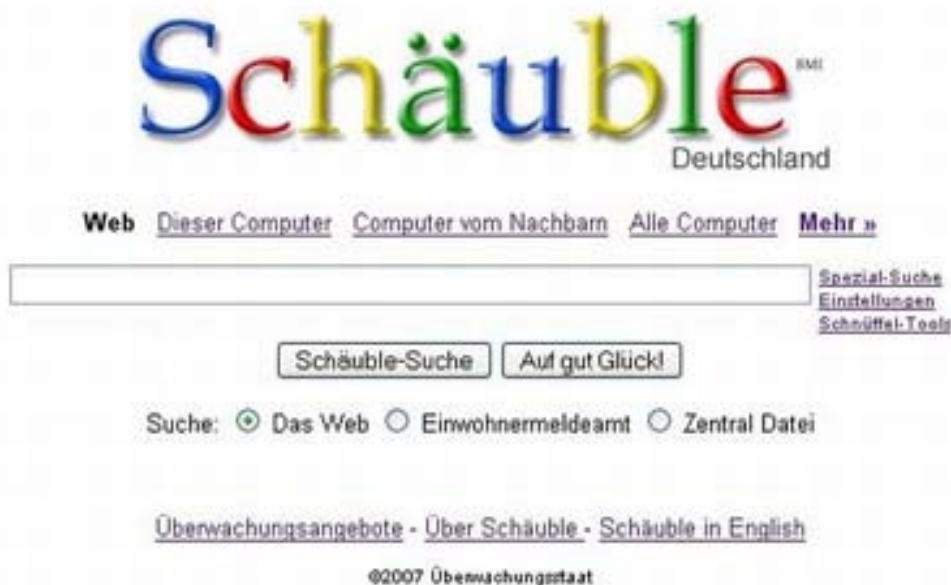 Schäuble BMI
Deutschland
Web Dieser Computer Computer vom Nachbarn Alle Computer Mehr »
Spezial-Suche
Einstellungen
Schnüffel-Tools
Schäuble-Suche Auf gut Glück!
Suche: Das Web Einwohnermeldeamt Zentral Datei
Überwachungsangebote - Über Schäuble - Schäuble in English
©2007 Überwachungsstaat